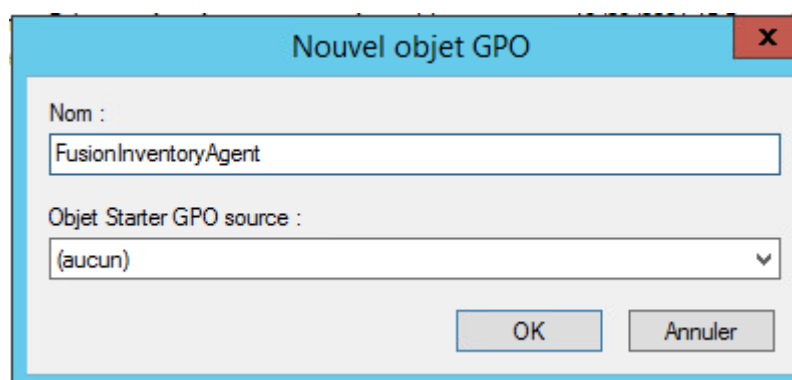 Nouvel objet GPO
x
Nom :
FusionInventoryAgent
Objet Starter GPO source :
(aucun)
OK
Annuler